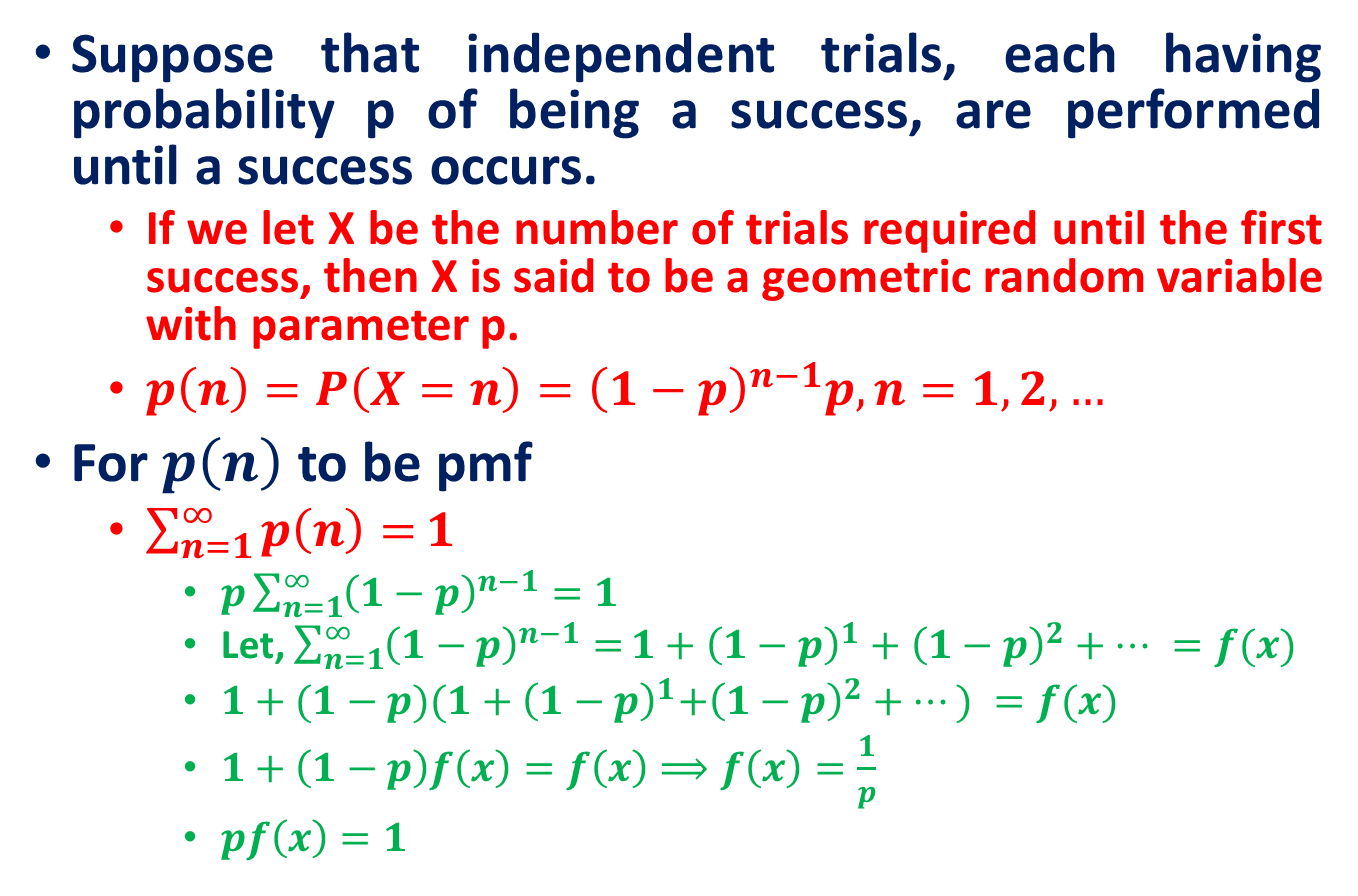 • Suppose that independent trials, each having
probability p of being a success, are performed
until a success occurs.
• If we let X be the number of trials required until the first
success, then X is said to be a geometric random variable
with parameter p.
• 𝒑(𝒏) = 𝑷(𝑿 = 𝒏) = (𝟏 − 𝒑)^{𝒏−𝟏}𝒑, 𝒏 = 𝟏, 𝟐, …
• For 𝒑(𝒏) to be pmf
• ∑_{𝒏=𝟏}^{∞} 𝒑(𝒏) = 𝟏
• 𝒑 ∑_{𝒏=𝟏}^{∞}(𝟏 − 𝒑)^{𝒏−𝟏} = 𝟏
• Let, ∑_{𝒏=𝟏}^{∞}(𝟏 − 𝒑)^{𝒏−𝟏} = 𝟏 + (𝟏 − 𝒑)^𝟏 + (𝟏 − 𝒑)^𝟐 + ⋯ = 𝒇(𝒙)
• 𝟏 + (𝟏 − 𝒑)(𝟏 + (𝟏 − 𝒑)^𝟏+(𝟏 − 𝒑)^𝟐 + ⋯ ) = 𝒇(𝒙)
• 𝟏 + (𝟏 − 𝒑)𝒇(𝒙) = 𝒇(𝒙) ⟹ 𝒇(𝒙) = 𝟏/𝒑
• 𝒑𝒇(𝒙) = 𝟏